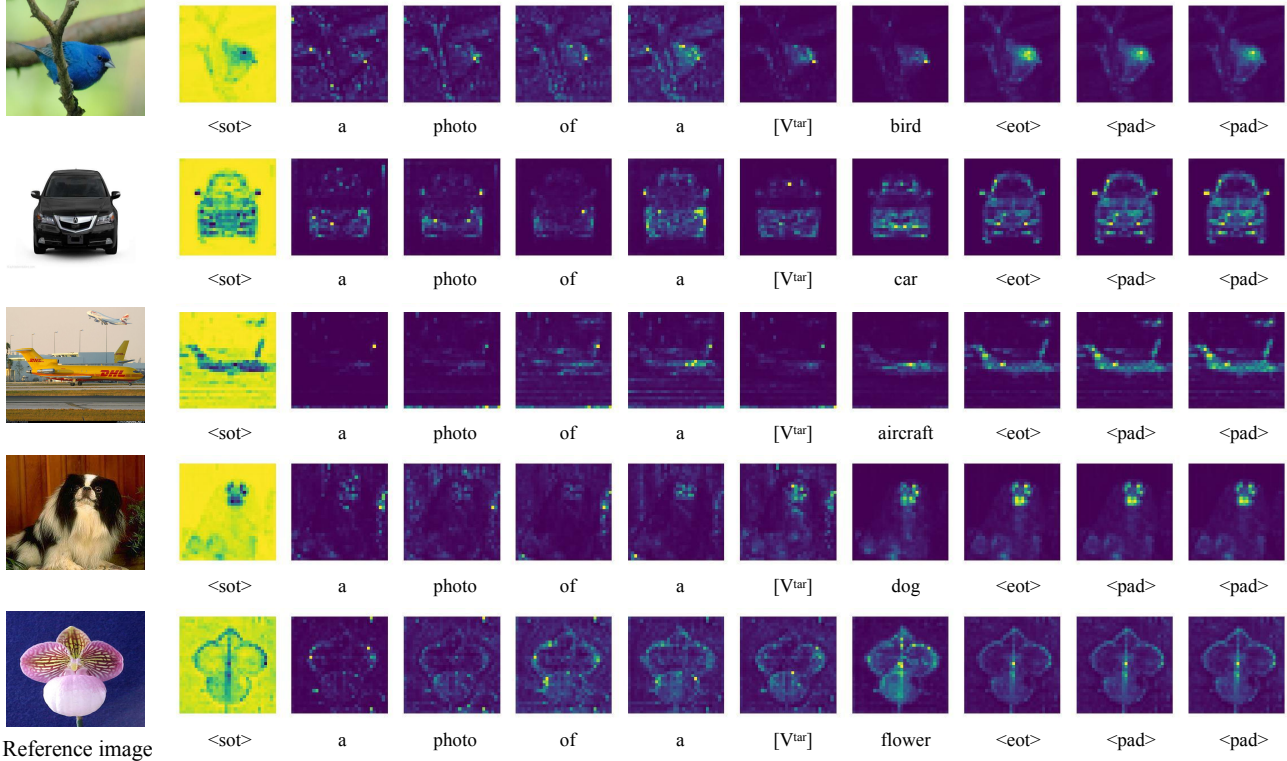 <sot> a photo of a [Vtar] bird <eot> <pad> <pad>
<sot> a photo of a [Vtar] car <eot> <pad> <pad>
DHL
<sot> a photo of a [Vtar] aircraft <eot> <pad> <pad>
<sot> a photo of a [Vtar] dog <eot> <pad> <pad>
<sot> a photo of a [Vtar] flower <eot> <pad> <pad>
Reference image